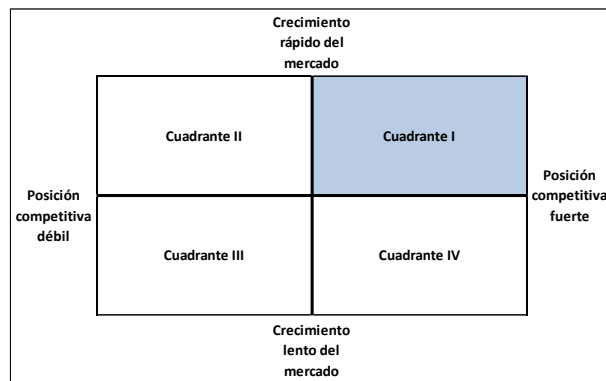 Crecimiento
rápido del
mercado
Cuadrante II
Cuadrante I
Posición
competitiva
débil
Posición
competitiva
fuerte
Cuadrante III
Cuadrante IV
Crecimiento
lento del
mercado